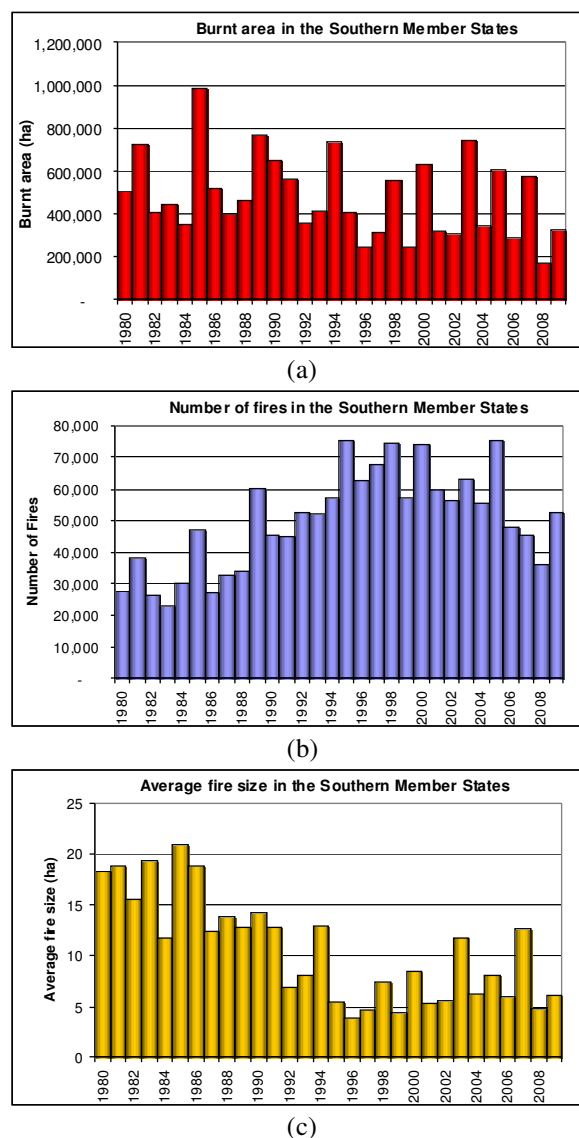 Burnt area in the Southern Member States
1,200,000
1,000,000
800,000
600,000
400,000
200,000
-
Burnt area (ha)
1980 1982 1984 1986 1988 1990 1992 1994 1996 1998 2000 2002 2004 2006 2008
(a)
Number of fires in the Southern Member States
80,000
70,000
60,000
50,000
40,000
30,000
20,000
10,000
-
Number of Fires
1980 1982 1984 1986 1988 1990 1992 1994 1996 1998 2000 2002 2004 2006 2008
(b)
Average fire size in the Southern Member States
25
20
15
10
5
0
Average fire size (ha)
1980 1982 1984 1986 1988 1990 1992 1994 1996 1998 2000 2002 2004 2006 2008
(c)